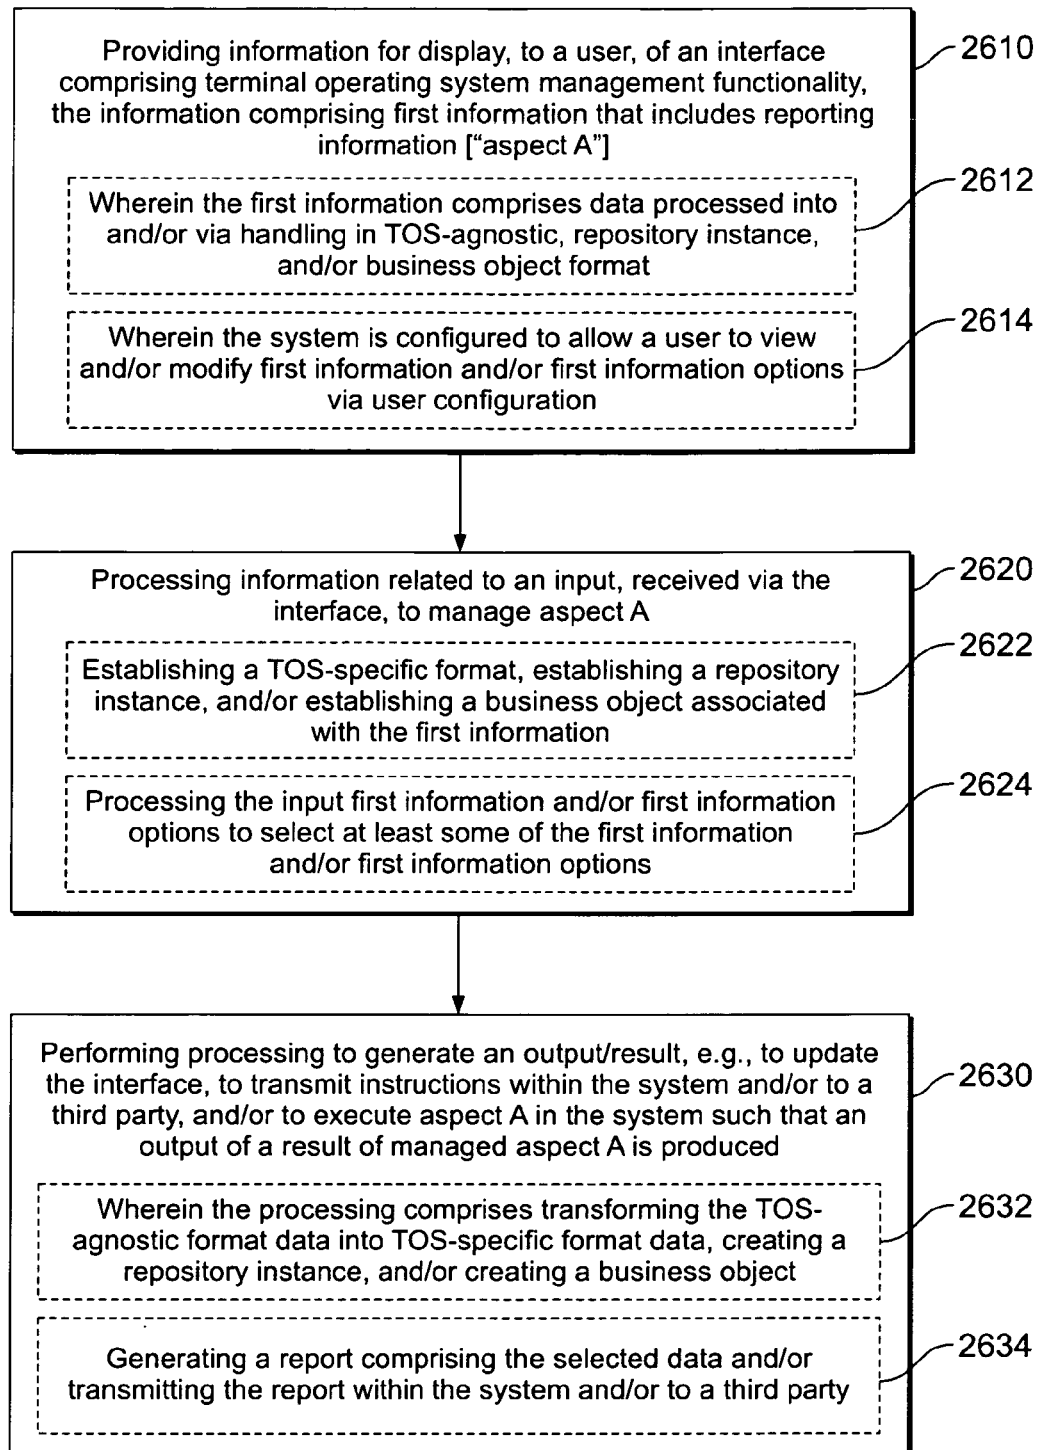 Providing information for display, to a user, of an interface
comprising terminal operating system management functionality,
the information comprising first information that includes reporting
information ["aspect A"]
2610
Wherein the first information comprises data processed into
and/or via handling in TOS-agnostic, repository instance,
and/or business object format
2612
Wherein the system is configured to allow a user to view
and/or modify first information and/or first information options
via user configuration
2614
Processing information related to an input, received via the
interface, to manage aspect A
2620
Establishing a TOS-specific format, establishing a repository
instance, and/or establishing a business object associated
with the first information
2622
Processing the input first information and/or first information
options to select at least some of the first information
and/or first information options
2624
Performing processing to generate an output/result, e.g., to update
the interface, to transmit instructions within the system and/or to a
third party, and/or to execute aspect A in the system such that an
output of a result of managed aspect A is produced
2630
Wherein the processing comprises transforming the TOS-
agnostic format data into TOS-specific format data, creating a
repository instance, and/or creating a business object
2632
Generating a report comprising the selected data and/or
transmitting the report within the system and/or to a third party
2634